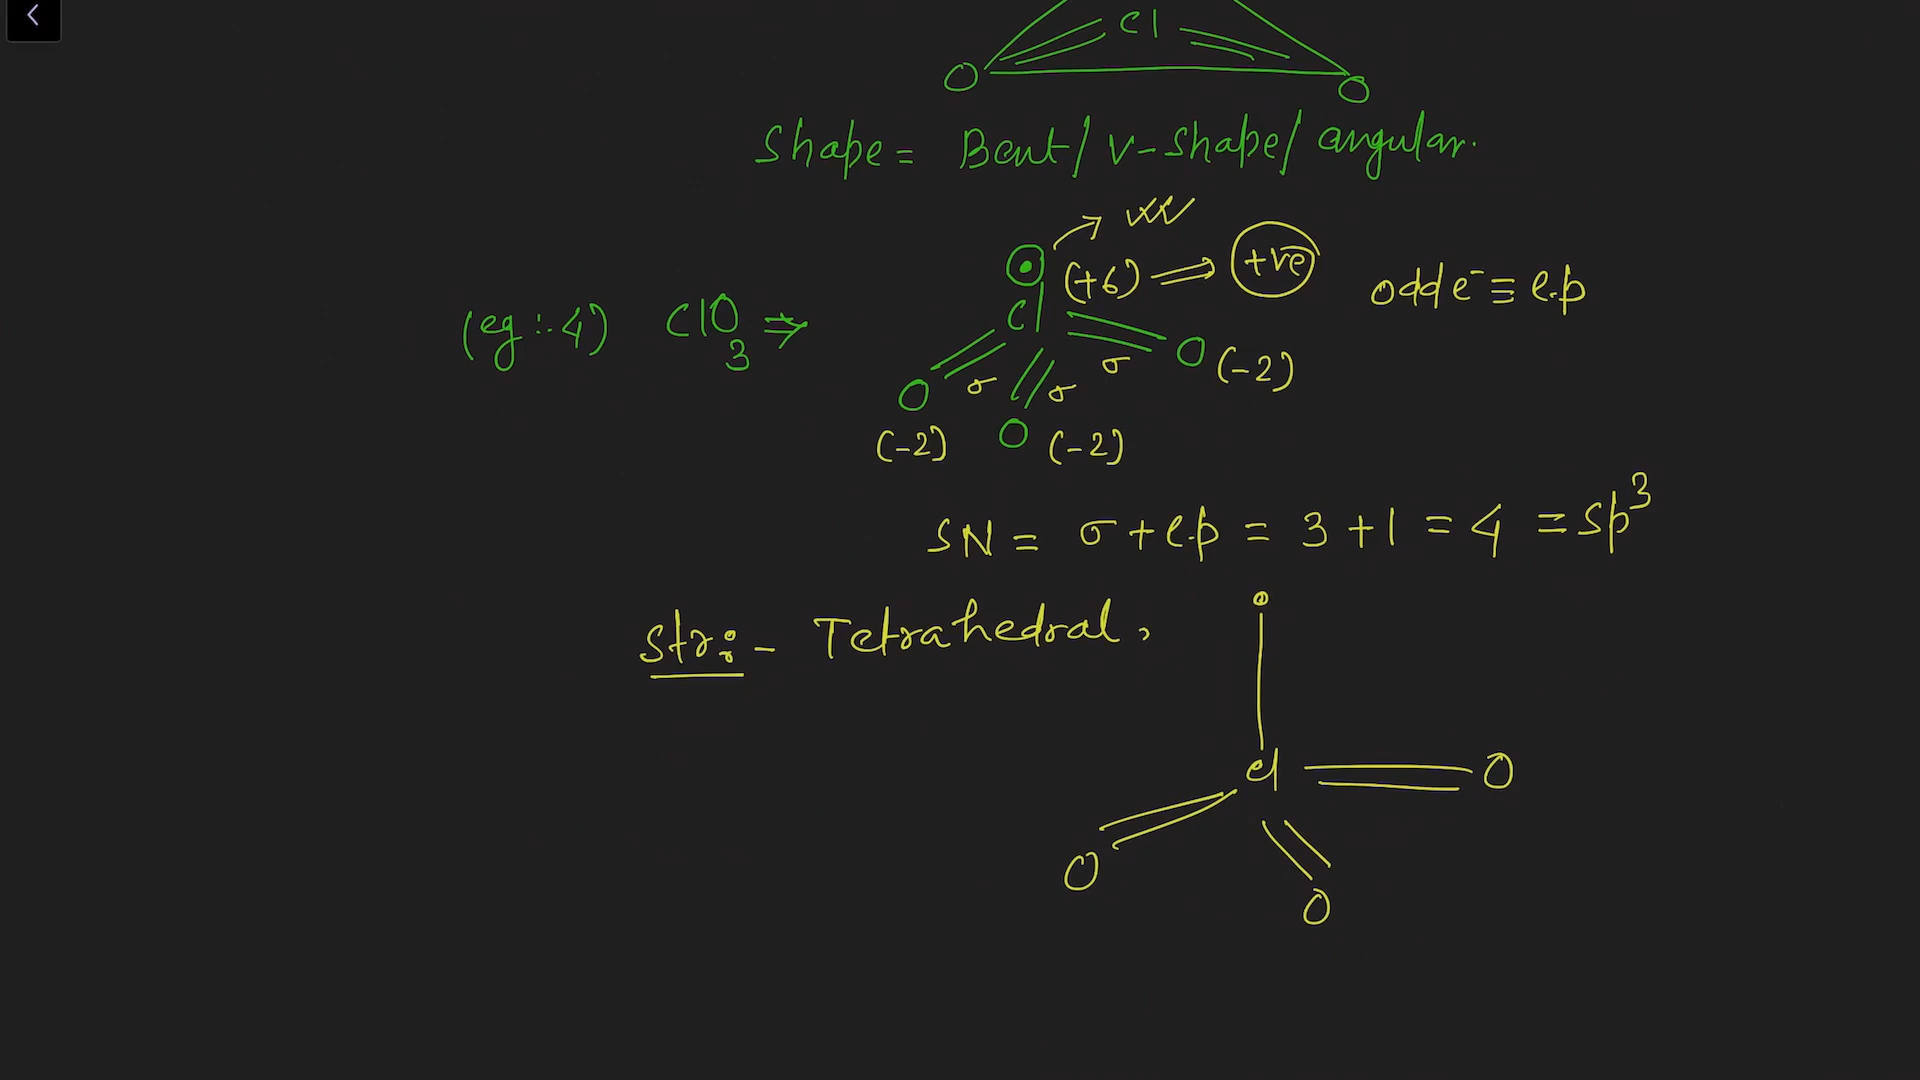 Cl
O O
Shape = Bent/ V-Shape/ angular.
(eg:-4) ClO3 ⇒
Cl (+6) ⇒ (+ve) odd e⁻ ≡ l.p
O σ σ σ O (-2)
(-2) O (-2)
SN = σ + l.p = 3 + 1 = 4 = sp³
Str:- Tetrahedral,
Cl O
O
O